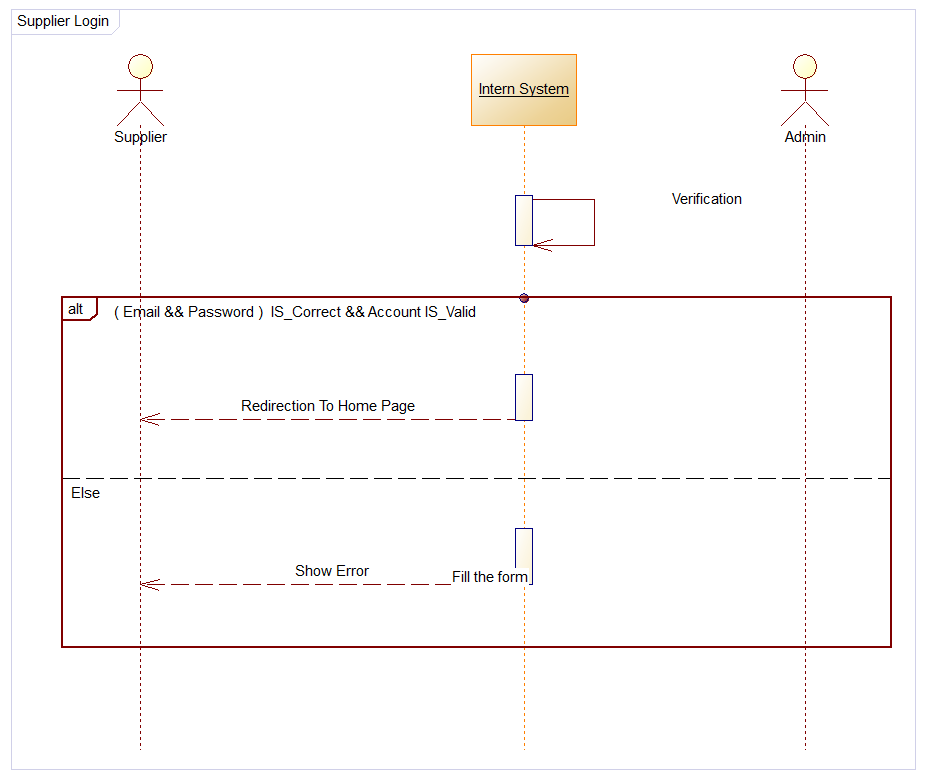 Supplier Login
Intern System
Supplier
Admin
Verification
alt
( Email && Password ) IS_Correct && Account IS_Valid
Redirection To Home Page
Else
Show Error
Fill the form